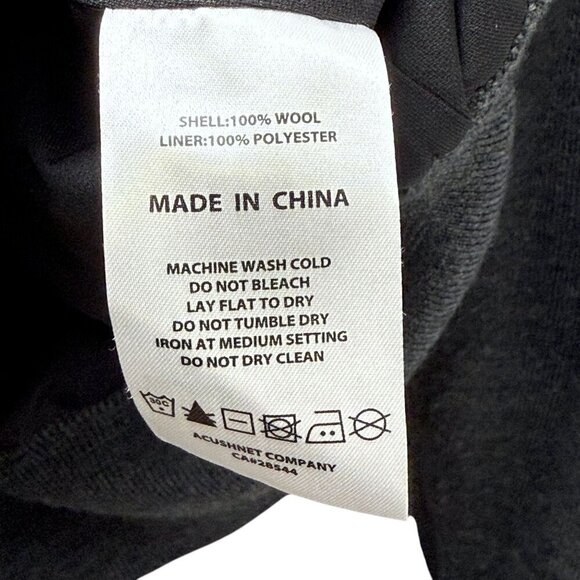 SHELL:100% WOOL
LINER:100% POLYESTER
MADE IN CHINA
MACHINE WASH COLD
DO NOT BLEACH
LAY FLAT TO DRY
DO NOT TUMBLE DRY
IRON AT MEDIUM SETTING
DO NOT DRY CLEAN
30C
ACUSHNET COMPANY
CA#28544